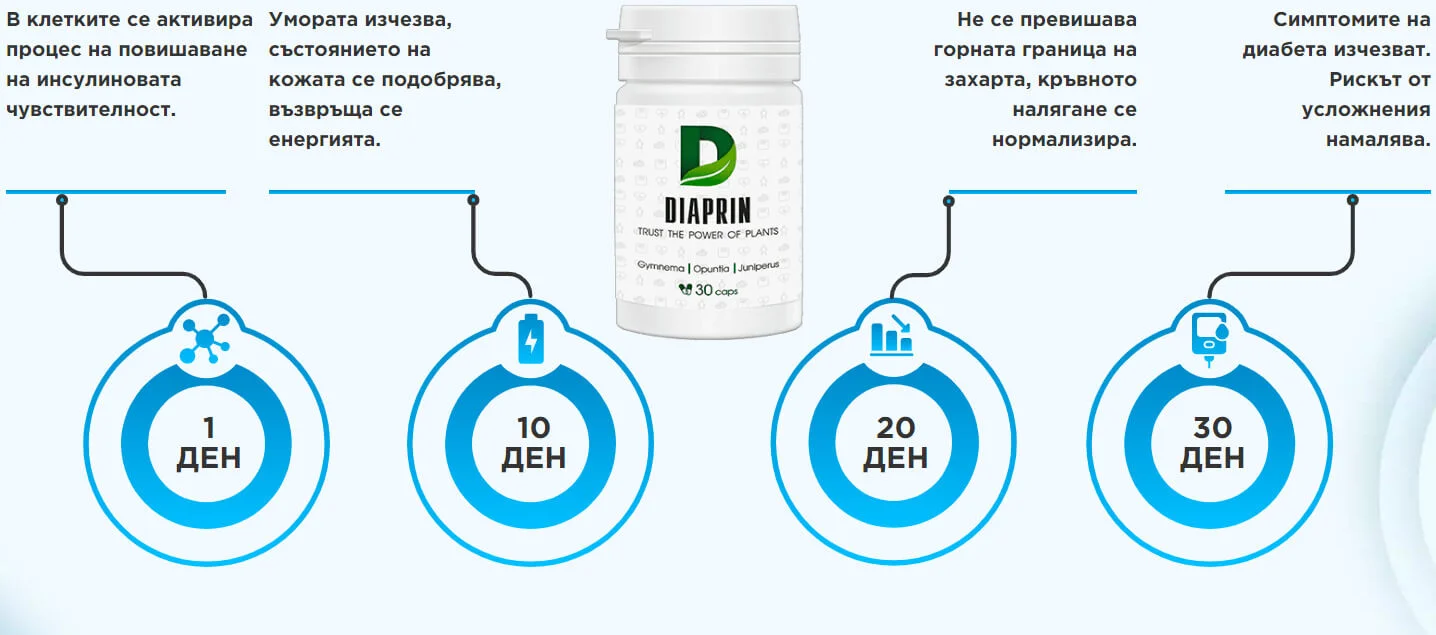 В клетките се активира
процес на повишаване
на инсулиновата
чувствителност.
Умората изчезва,
състоянието на
кожата се подобрява,
възвръща се
енергията.
DIAPRIN
TRUST THE POWER OF PLANTS
Gymnema | Opuntia | Juniperus
30 caps
Не се превишава
горната граница на
захарта, кръвното
налягане се
нормализира.
Симптомите на
диабета изчезват.
Рискът от
усложнения
намалява.
1
ДЕН
10
ДЕН
20
ДЕН
30
ДЕН